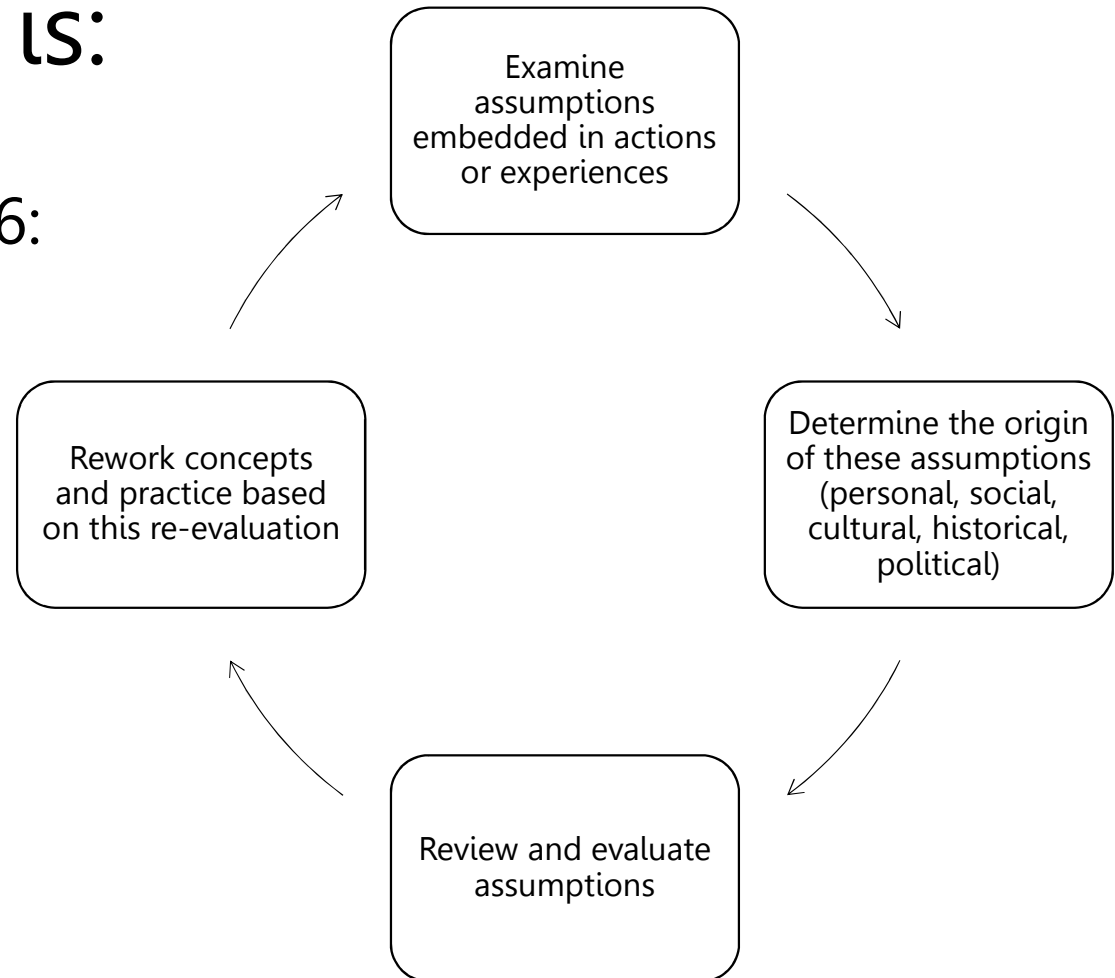 is:
6:
Examine
assumptions
embedded in actions
or experiences
Determine the origin
of these assumptions
(personal, social,
cultural, historical,
political)
Review and evaluate
assumptions
Rework concepts
and practice based
on this re-evaluation